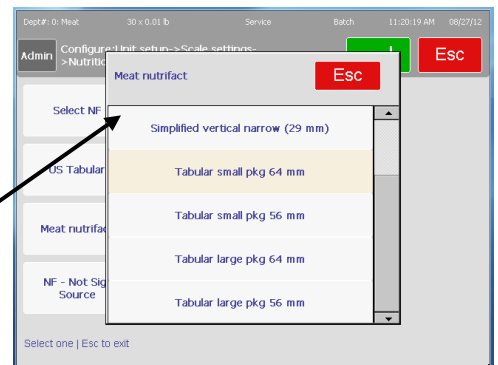 Dept#: 0: Meat 30 x 0.01 lb Service Batch 11:20:19 AM 08/27/12
Admin
Configure:Unit setup->Scale settings-
>Nutritio
Esc
Meat nutrifact Esc
Simplified vertical narrow (29 mm)
Tabular small pkg 64 mm
Tabular small pkg 56 mm
Tabular large pkg 64 mm
Tabular large pkg 56 mm
Select NF
US Tabular
Meat nutrifac
NF - Not Sig
Source
Select one | Esc to exit